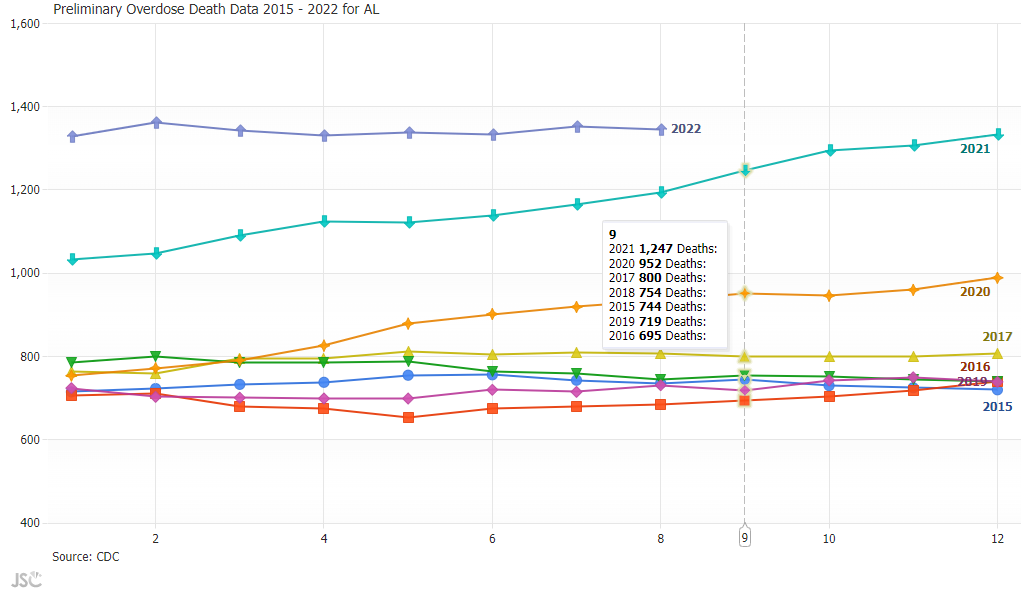 Preliminary Overdose Death Data 2015 - 2022 for AL
1,600
1,400
2022
2021
1,200
9
2021 1,247 Deaths:
2020 952 Deaths:
2017 800 Deaths:
2018 754 Deaths:
2015 744 Deaths:
2019 719 Deaths:
2016 695 Deaths:
1,000
2020
2017
800
2016
2019
2015
600
400
2 4 6 8 9 10 12
Source: CDC
JSC